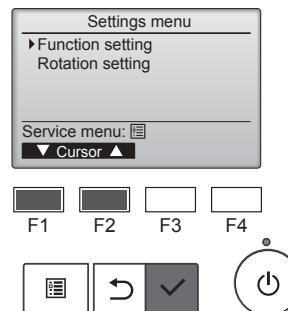 Settings menu
Function setting
Rotation setting
Service menu:
▼ Cursor ▲
F1 F2 F3 F4